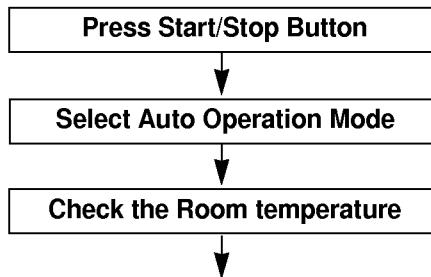 Press Start/Stop Button
Select Auto Operation Mode
Check the Room temperature